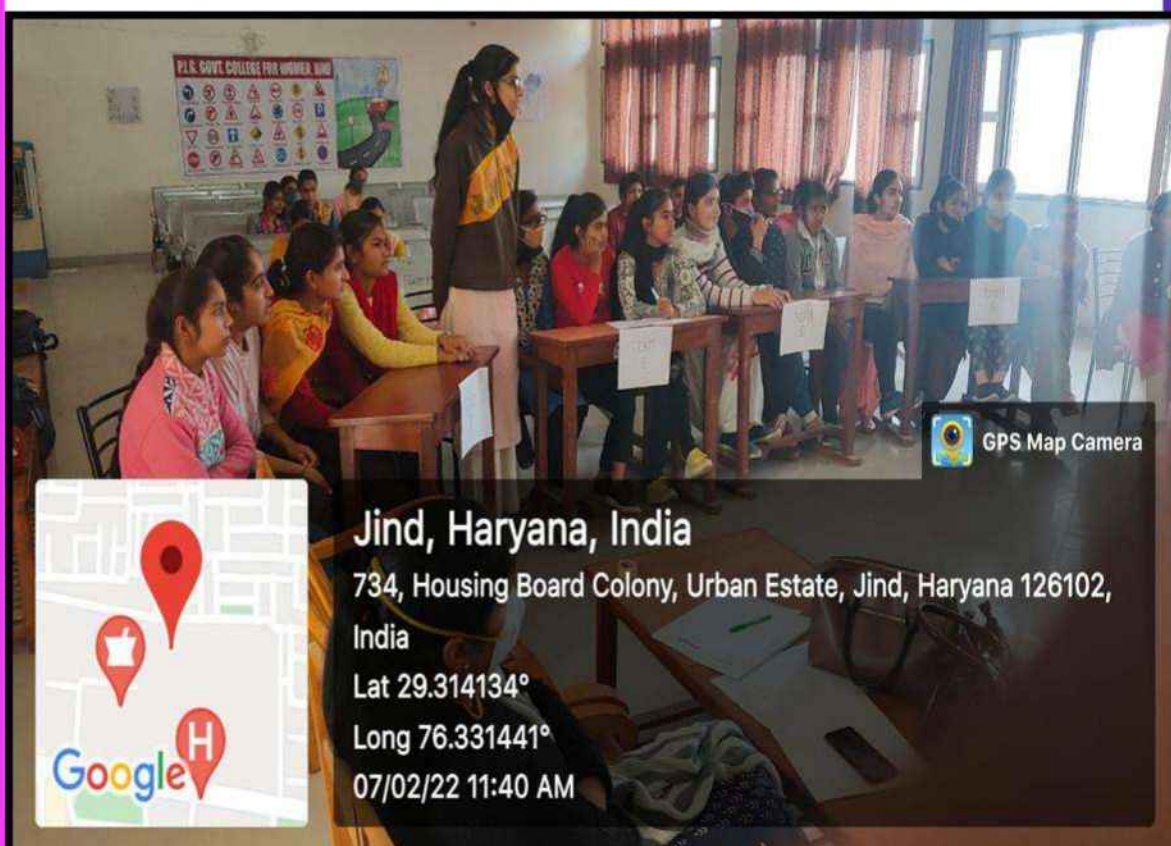 P.I.G. GOVT. COLLEGE FOR WOMEN, JIND
GPS Map Camera
Jind, Haryana, India
734, Housing Board Colony, Urban Estate, Jind, Haryana 126102,
India
Lat 29.314134°
Long 76.331441°
07/02/22 11:40 AM
Google
H
TEAM